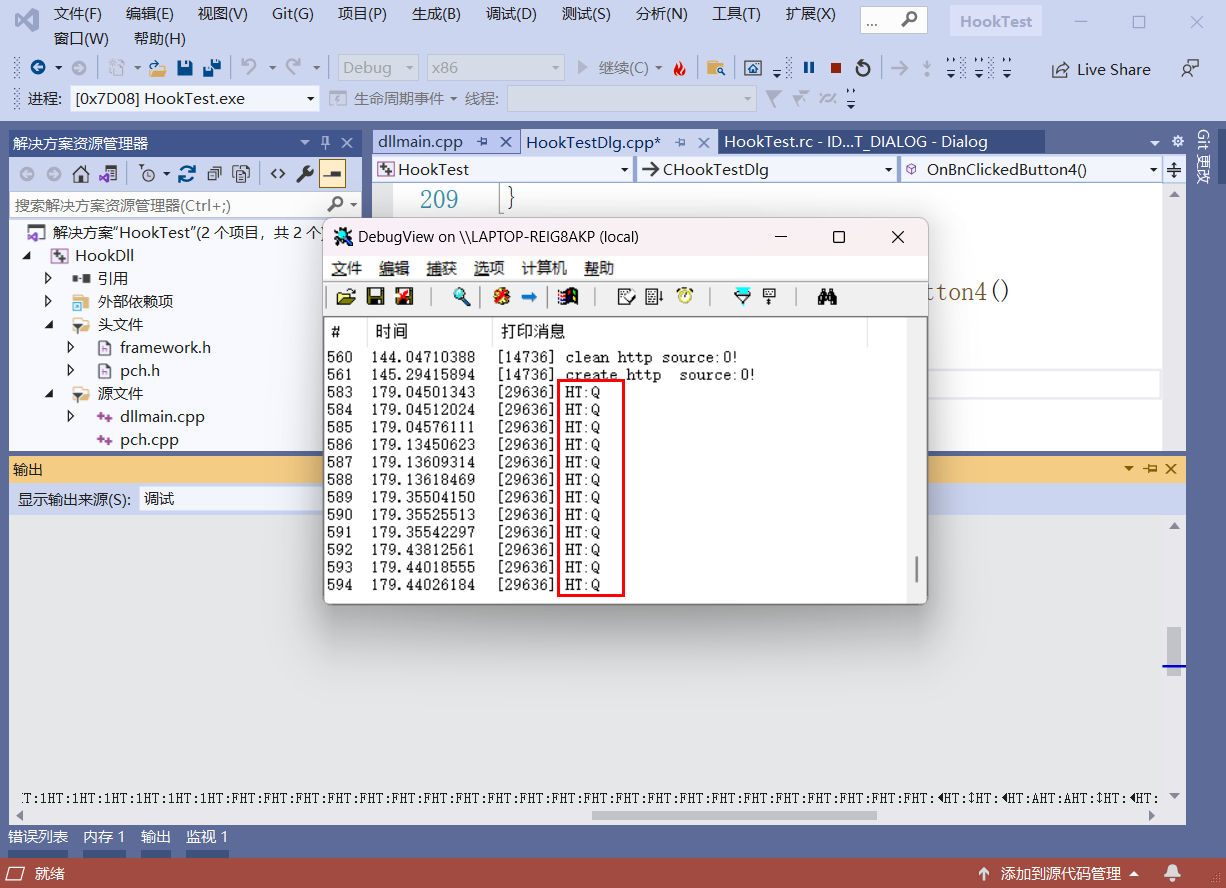 文件(F) 编辑(E) 视图(V) Git(G) 项目(P) 生成(B) 调试(D) 测试(S) 分析(N) 工具(T) 扩展(X) ... HookTest
窗口(W) 帮助(H)
Debug x86 继续(C) Live Share
进程: [0x7D08] HookTest.exe 生命周期事件 线程:
解决方案资源管理器
dllmain.cpp HookTestDlg.cpp* HookTest.rc - ID...T_DIALOG - Dialog
Git 更改
HookTest CHookTestDlg OnBnClickedButton4()
搜索解决方案资源管理器(Ctrl+;)
209 }
解决方案"HookTest"(2 个项目，共 2 个
HookDll
引用
外部依赖项
头文件
framework.h
pch.h
源文件
dllmain.cpp
pch.cpp
tton4()
DebugView on \\LAPTOP-REIG8AKP (local)
文件 编辑 捕获 选项 计算机 帮助
# 时间 打印消息
560 144.04710388 [14736] clean http source:0!
561 145.29415894 [14736] create http  source:0!
583 179.04501343 [29636] HT:Q
584 179.04512024 [29636] HT:Q
585 179.04576111 [29636] HT:Q
586 179.13450623 [29636] HT:Q
587 179.13609314 [29636] HT:Q
588 179.13618469 [29636] HT:Q
589 179.35504150 [29636] HT:Q
590 179.35525513 [29636] HT:Q
591 179.35542297 [29636] HT:Q
592 179.43812561 [29636] HT:Q
593 179.44018555 [29636] HT:Q
594 179.44026184 [29636] HT:Q
输出
显示输出来源(S): 调试
T:1HT:1HT:1HT:1HT:1HT:FHT:FHT:FHT:FHT:FHT:FHT:FHT:FHT:FHT:FHT:FHT:FHT:FHT:FHT:FHT:FHT:FHT:FHT:◄HT:↕HT:◄HT:AHT:AHT:↕HT:◄HT:
错误列表 内存 1 输出 监视 1
就绪 添加到源代码管理